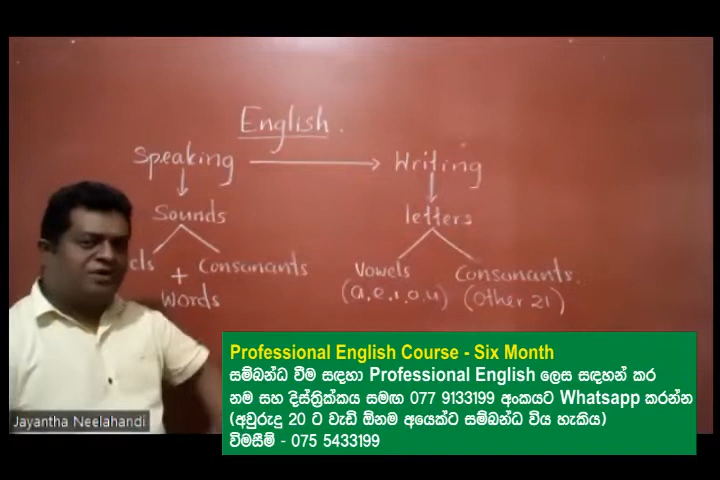 English.
Speaking → Writing
Sounds letters
els Consonants Vowels Consonants
+ (a,e,i,o,u) (other 21)
Words
Professional English Course - Six Month
සම්බන්ධ වීම සඳහා Professional English ලෙස සඳහන් කර
නම සහ දිස්ත්‍රික්කය සමඟ 077 9133199 අංකයට Whatsapp කරන්න
(අවුරුදු 20 ට වැඩි ඕනම අයෙක්ට සම්බන්ධ විය හැකිය)
විමසීම් - 075 5433199
Jayantha Neelahandi